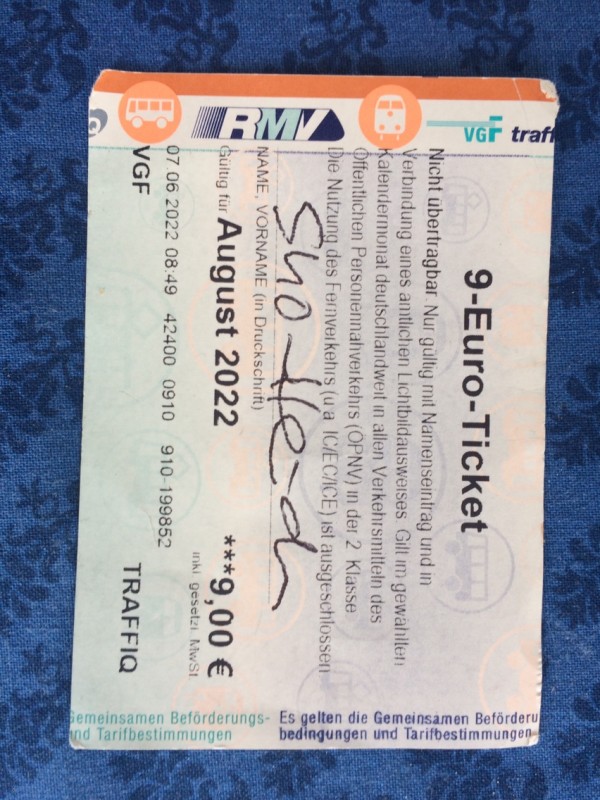 RMV
VGF traff
9-Euro-Ticket
Nicht übertragbar. Nur gültig mit Namenseintrag und in
Verbindung eines amtlichen Lichtbildausweises. Gilt im gewählten
Kalendermonat deutschlandweit in allen Verkehrsmitteln des
Öffentlichen Personennahverkehrs (ÖPNV) in der 2. Klasse
Die Nutzung des Fernverkehrs (u.a. IC/EC/ICE) ist ausgeschlossen
NAME, VORNAME (in Druckschrift)
Gültig für August 2022 ***9,00 €
inkl. gesetzl. MwSt.
07.06.2022 08:49 42400 0910 910-199852
VGF TRAFFIQ
Gemeinsamen Beförderungs-
nd Tarifbestimmungen
Es gelten die Gemeinsamen Beförderu
bedingungen und Tarifbestimmungen